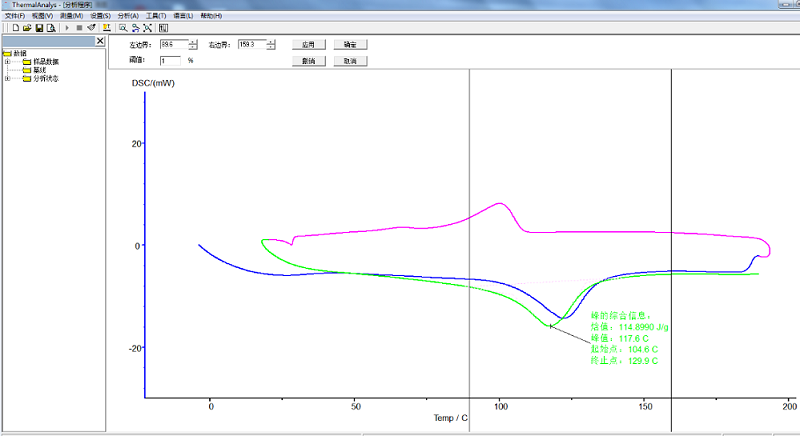 ThermalAnalys - [分析程序]
文件(F) 视图(V) 测量(M) 设置(S) 分析(A) 工具(T) 语言(L) 帮助(H)
左边界: 89.6 右边界: 159.3 应用 确定
阈值: 1 % 撤销 取消
数据
样品数据
基线
分析状态
DSC/(mW)
20
0
-20
峰的综合信息:
焓值: 114.8990 J/g
峰值: 117.6 C
起始点: 104.6 C
终止点: 129.9 C
0 50 100 150 200
Temp / C